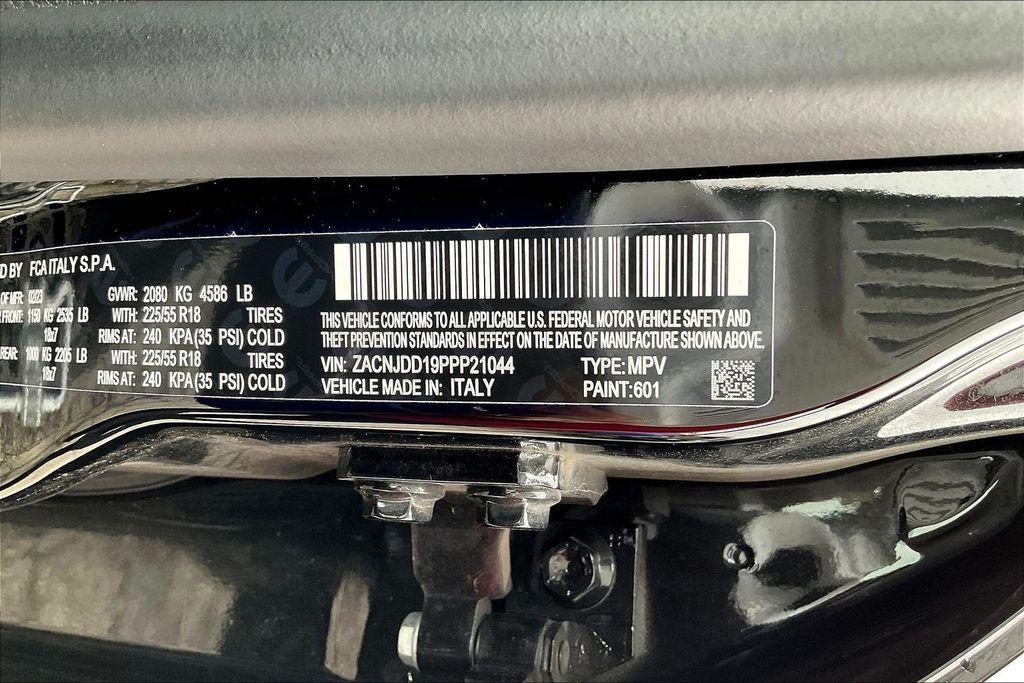 D BY FCA ITALY S.P.A.
OF MFR: 02/23 GVWR: 2080 KG 4586 LB
FRONT: 1150 KG 2535 LB WITH: 225/55 R18 TIRES
18x7 RIMS AT: 240 KPA (35 PSI) COLD
REAR: 1000 KG 2205 LB WITH: 225/55 R18 TIRES
18x7 RIMS AT: 240 KPA (35 PSI) COLD
THIS VEHICLE CONFORMS TO ALL APPLICABLE U.S. FEDERAL MOTOR VEHICLE SAFETY AND
THEFT PREVENTION STANDARDS IN EFFECT ON THE DATE OF MANUFACTURE SHOWN ABOVE.
VIN: ZACNJDD19PPP21044 TYPE: MPV
VEHICLE MADE IN: ITALY PAINT:601